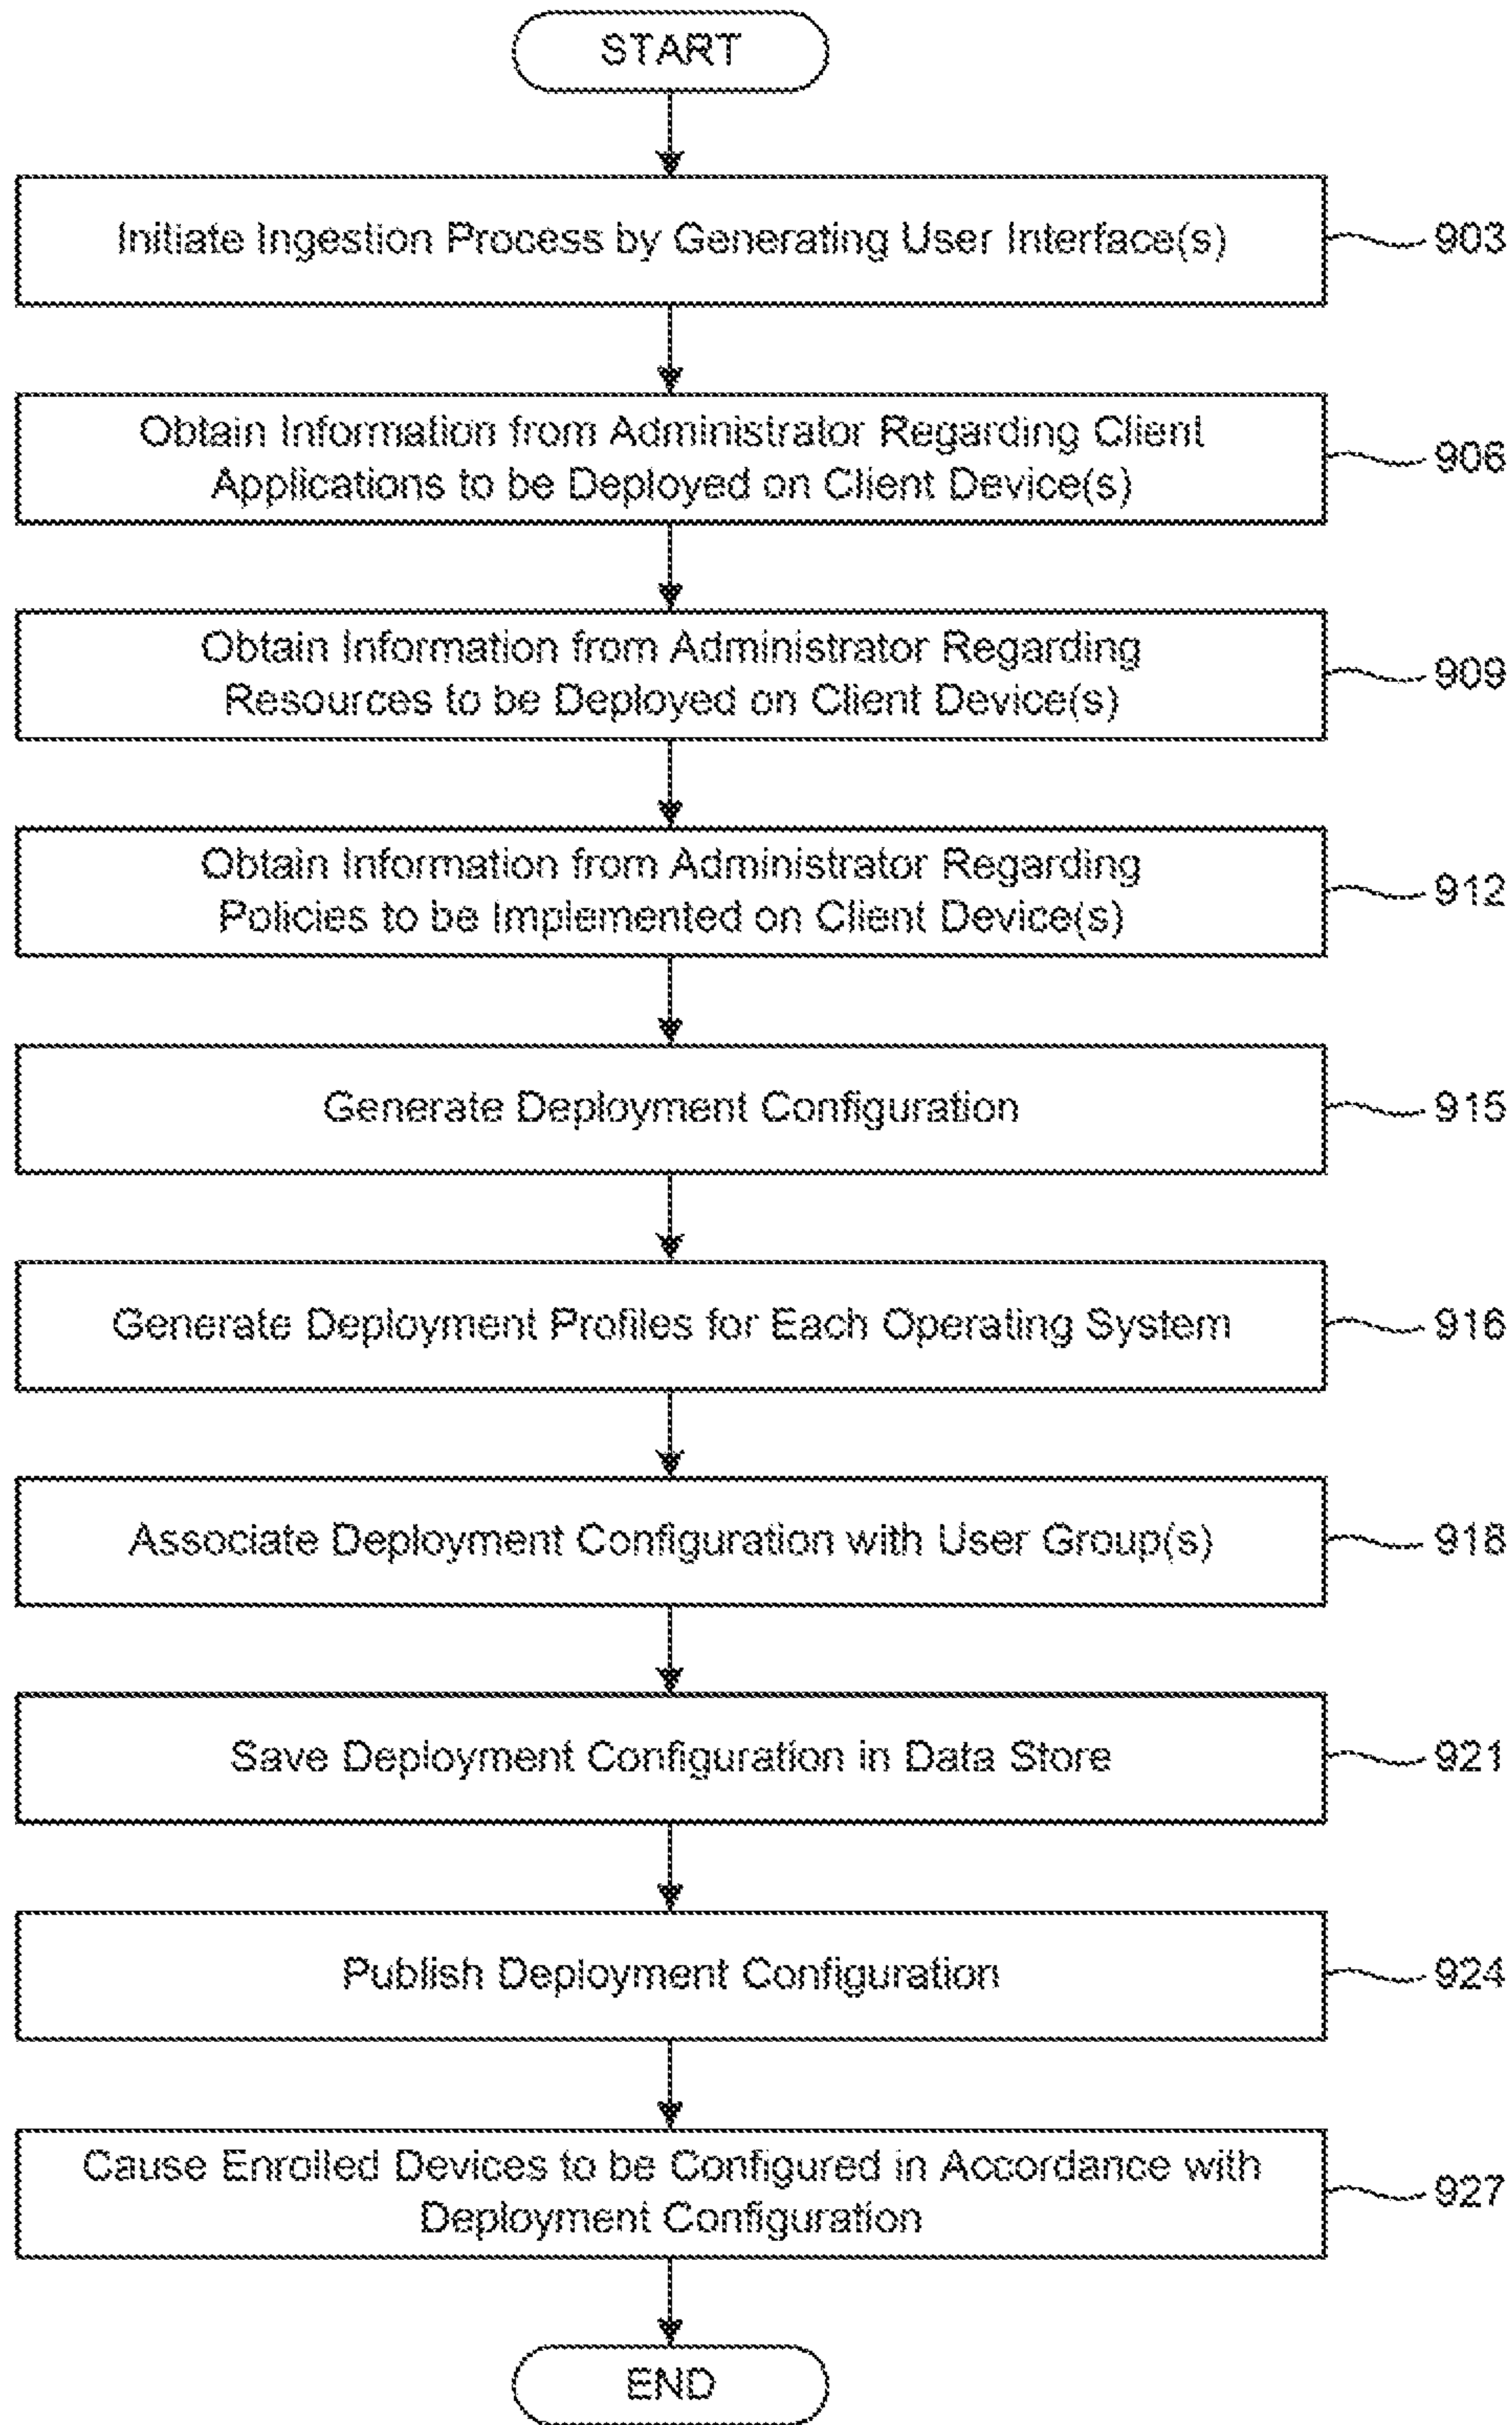 START
Initiate Ingestion Process by Generating User Interface(s)
903
Obtain Information from Administrator Regarding Client
Applications to be Deployed on Client Device(s)
906
Obtain Information from Administrator Regarding
Resources to be Deployed on Client Device(s)
909
Obtain Information from Administrator Regarding
Policies to be Implemented on Client Device(s)
912
Generate Deployment Configuration
915
Generate Deployment Profiles for Each Operating System
916
Associate Deployment Configuration with User Group(s)
918
Save Deployment Configuration in Data Store
921
Publish Deployment Configuration
924
Cause Enrolled Devices to be Configured in Accordance with
Deployment Configuration
927
END